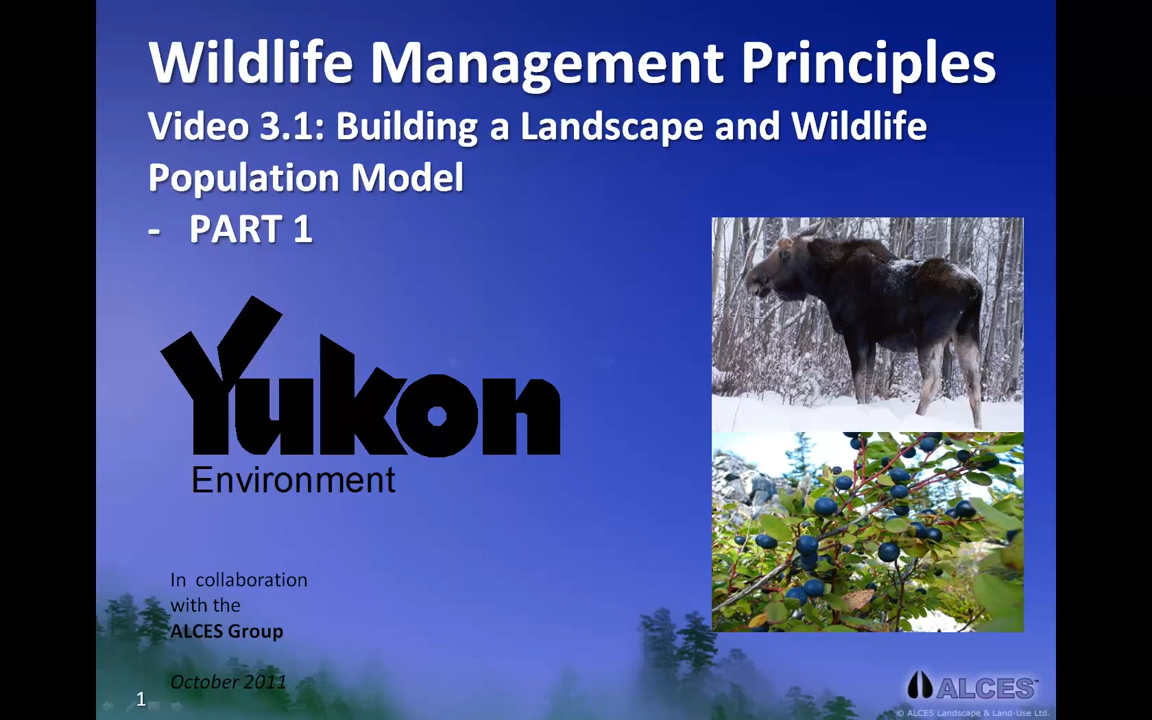 Wildlife Management Principles
Video 3.1: Building a Landscape and Wildlife
Population Model
- PART 1
Yukon
Environment
In collaboration
with the
ALCES Group
October 2011
1
ALCES™
© ALCES Landscape & Land-Use Ltd.